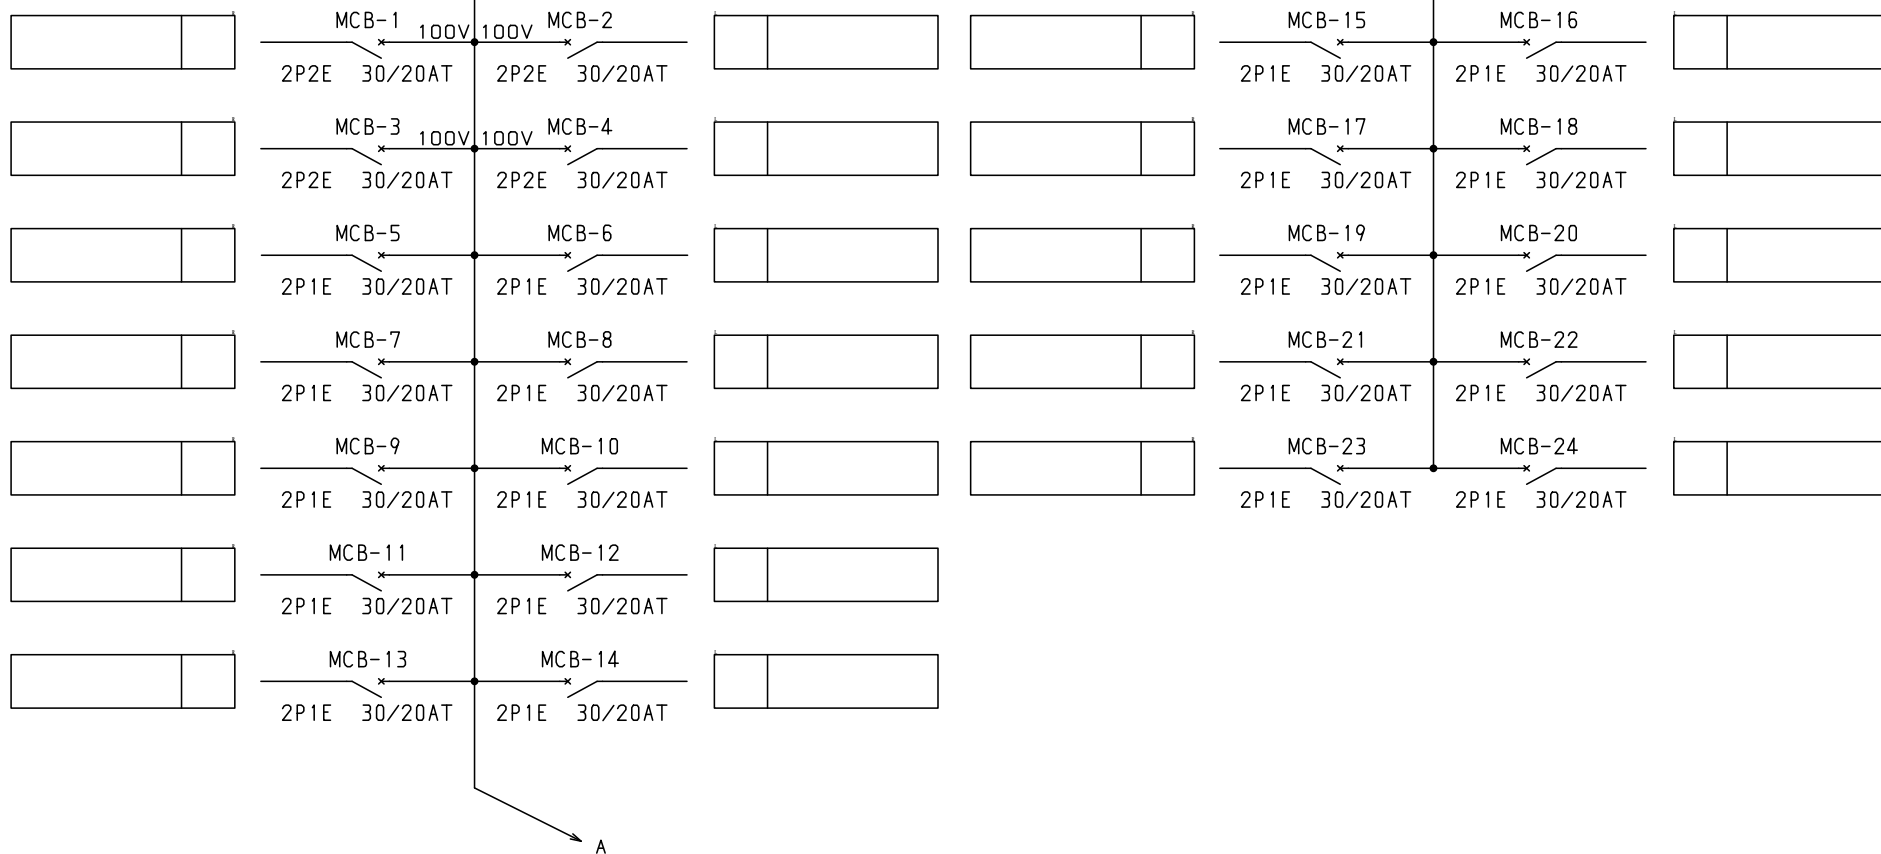 MCB-1 100V 100V MCB-2
2P2E 30/20AT 2P2E 30/20AT
MCB-3 100V 100V MCB-4
2P2E 30/20AT 2P2E 30/20AT
MCB-5 MCB-6
2P1E 30/20AT 2P1E 30/20AT
MCB-7 MCB-8
2P1E 30/20AT 2P1E 30/20AT
MCB-9 MCB-10
2P1E 30/20AT 2P1E 30/20AT
MCB-11 MCB-12
2P1E 30/20AT 2P1E 30/20AT
MCB-13 MCB-14
2P1E 30/20AT 2P1E 30/20AT
A
MCB-15 MCB-16
2P1E 30/20AT 2P1E 30/20AT
MCB-17 MCB-18
2P1E 30/20AT 2P1E 30/20AT
MCB-19 MCB-20
2P1E 30/20AT 2P1E 30/20AT
MCB-21 MCB-22
2P1E 30/20AT 2P1E 30/20AT
MCB-23 MCB-24
2P1E 30/20AT 2P1E 30/20AT